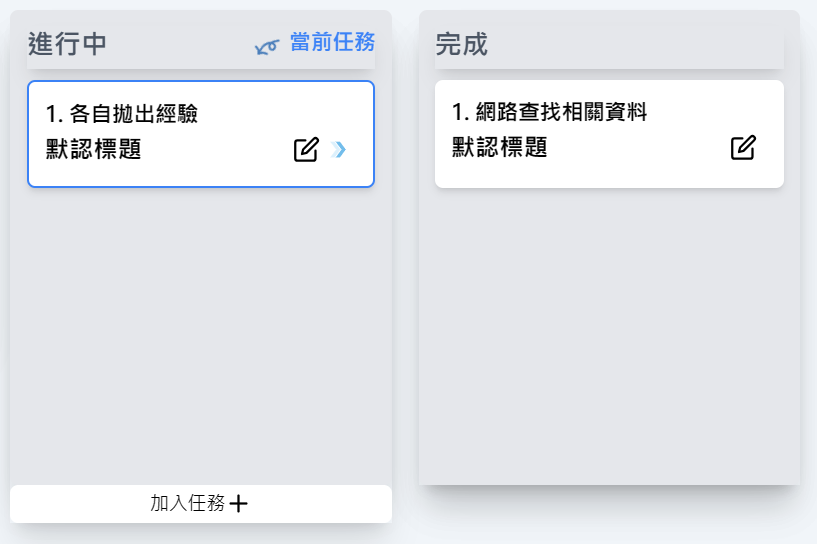 進行中
當前任務
1. 各自拋出經驗
默認標題
加入任務
完成
1. 網路查找相關資料
默認標題